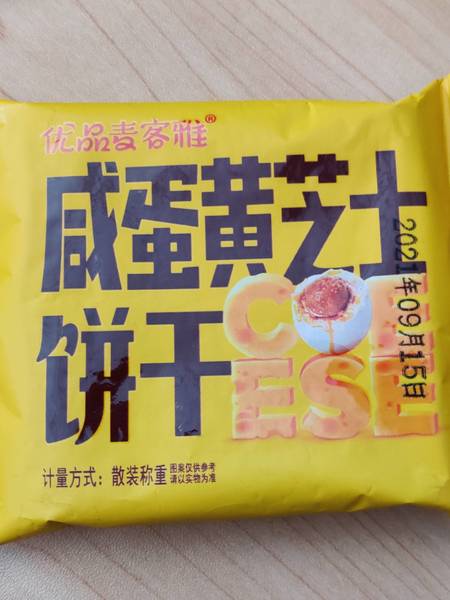 优品麦客雅®
咸蛋黄芝士
饼干
计量方式：散装称重
图案仅供参考
请以实物为准
2021年09月15日